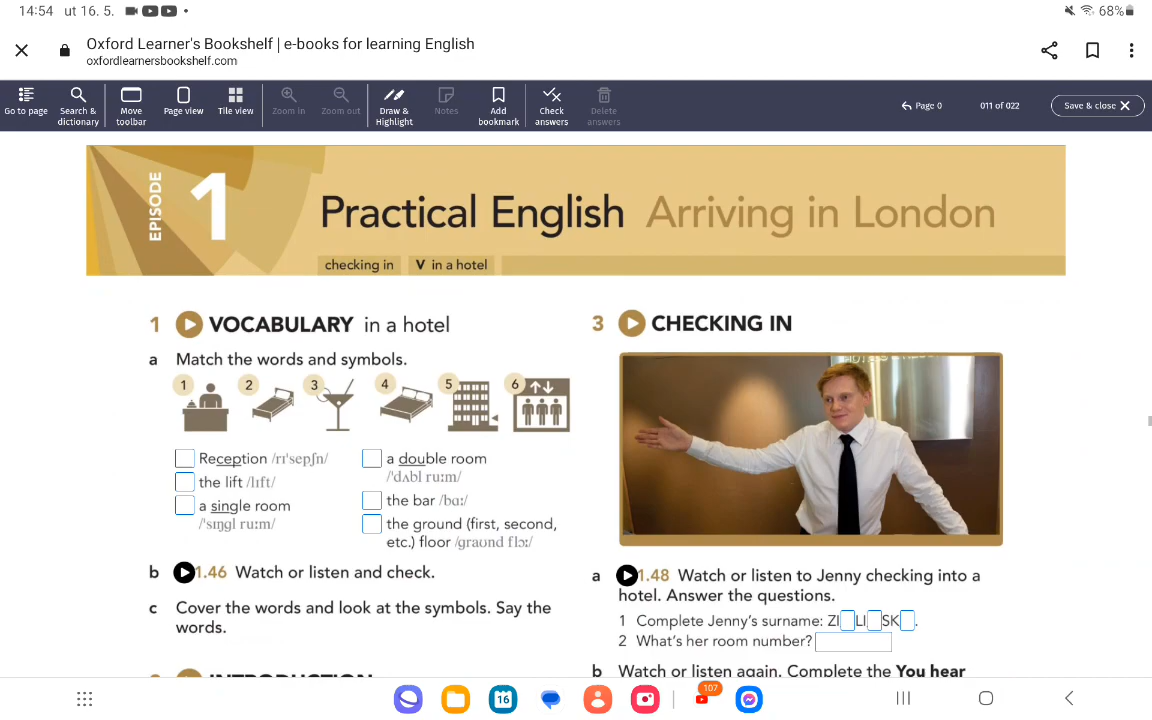 14:54 ut 16. 5.
68%
Oxford Learner's Bookshelf | e-books for learning English
oxfordlearnersbookshelf.com
Go to page
Search & dictionary
Move toolbar
Page view
Tile view
Zoom in
Zoom out
Draw & Highlight
Notes
Add bookmark
Check answers
Delete answers
Page 0
011 of 022
Save & close
EPISODE 1
Practical English Arriving in London
checking in V in a hotel
1 VOCABULARY in a hotel
a Match the words and symbols.
1 2 3 4 5 6
Reception /rɪˈsepʃn/
the lift /lɪft/
a single room
/ˈsɪŋɡl ruːm/
a double room
/ˈdʌbl ruːm/
the bar /bɑː/
the ground (first, second,
etc.) floor /ɡraʊnd flɔː/
b 1.46 Watch or listen and check.
c Cover the words and look at the symbols. Say the
words.
INTRODUCTION
3 CHECKING IN
a 1.48 Watch or listen to Jenny checking into a
hotel. Answer the questions.
1 Complete Jenny's surname: ZI LI SK .
2 What's her room number?
b Watch or listen again. Complete the You hear
16
107